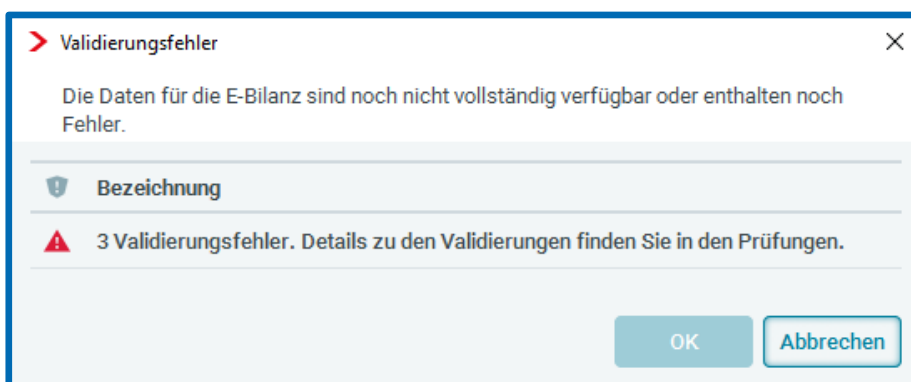 Validierungsfehler
Die Daten für die E-Bilanz sind noch nicht vollständig verfügbar oder enthalten noch
Fehler.
Bezeichnung
3 Validierungsfehler. Details zu den Validierungen finden Sie in den Prüfungen.
OK
Abbrechen